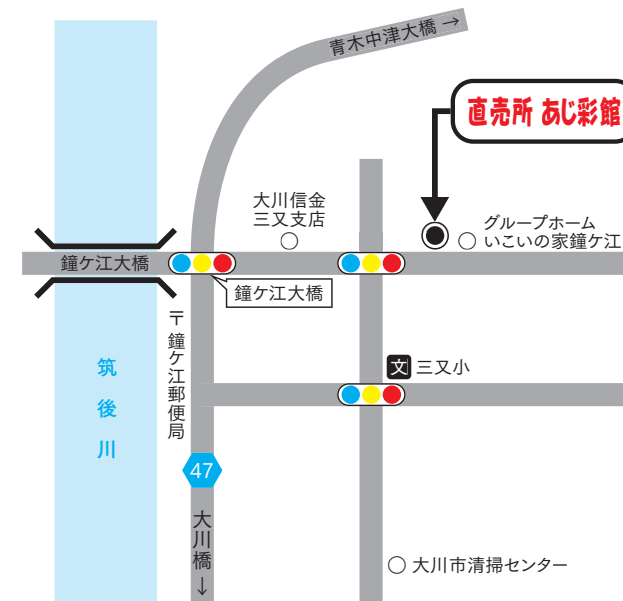 青木中津大橋→
直売所 あじ彩館
大川信金
三又支店
グループホーム
いこいの家鐘ケ江
鐘ケ江大橋
鐘ケ江大橋
〒鐘ケ江郵便局
文 三又小
筑後川
47
大川橋↓
大川市清掃センター